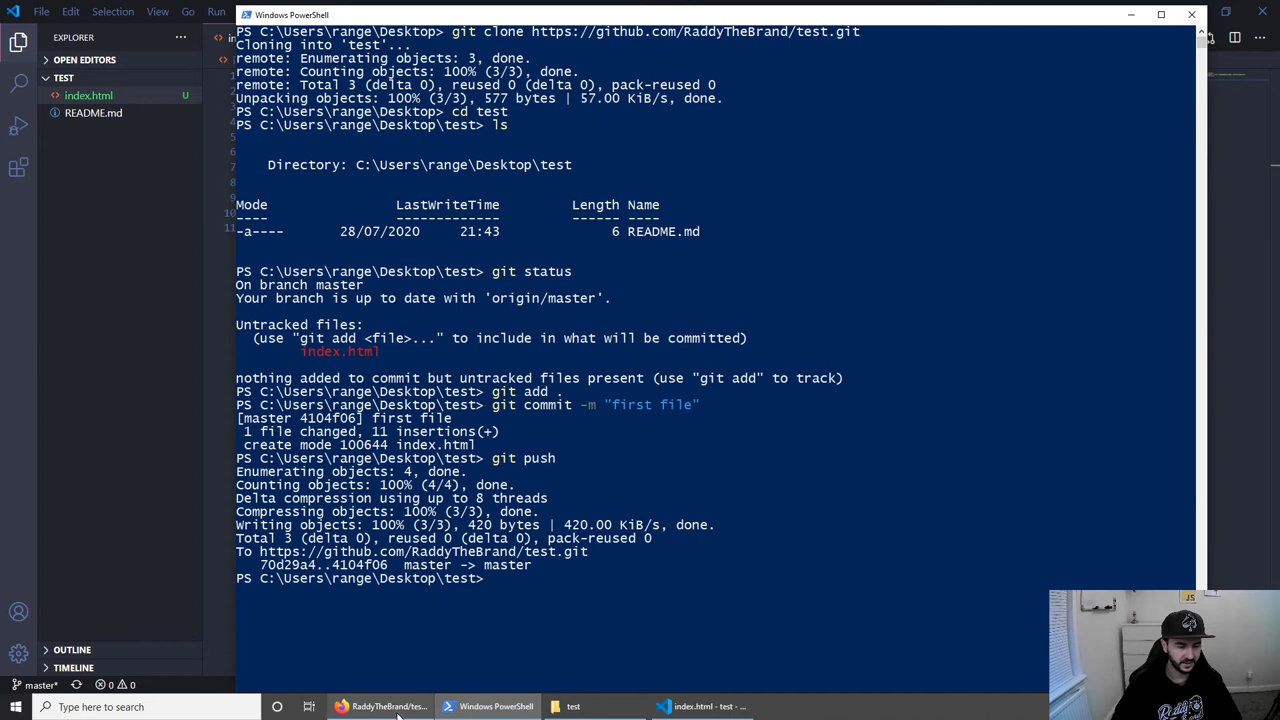 File Edit Selection View Go Run
Windows PowerShell
EXPLORER
OPEN EDITORS
TEST
index.html U
README.md
PS C:\Users\range\Desktop> git clone https://github.com/RaddyTheBrand/test.git
Cloning into 'test'...
remote: Enumerating objects: 3, done.
remote: Counting objects: 100% (3/3), done.
remote: Total 3 (delta 0), reused 0 (delta 0), pack-reused 0
Unpacking objects: 100% (3/3), 577 bytes | 57.00 KiB/s, done.
PS C:\Users\range\Desktop> cd test
PS C:\Users\range\Desktop\test> ls
Directory: C:\Users\range\Desktop\test
Mode LastWriteTime Length Name
---- ------------- ------ ----
-a---- 28/07/2020 21:43 6 README.md
PS C:\Users\range\Desktop\test> git status
On branch master
Your branch is up to date with 'origin/master'.
Untracked files:
(use "git add <file>..." to include in what will be committed)
index.html
nothing added to commit but untracked files present (use "git add" to track)
PS C:\Users\range\Desktop\test> git add .
PS C:\Users\range\Desktop\test> git commit -m "first file"
[master 4104f06] first file
1 file changed, 11 insertions(+)
create mode 100644 index.html
PS C:\Users\range\Desktop\test> git push
Enumerating objects: 4, done.
Counting objects: 100% (4/4), done.
Delta compression using up to 8 threads
Compressing objects: 100% (3/3), done.
Writing objects: 100% (3/3), 420 bytes | 420.00 KiB/s, done.
Total 3 (delta 0), reused 0 (delta 0), pack-reused 0
To https://github.com/RaddyTheBrand/test.git
70d29a4..4104f06 master -> master
PS C:\Users\range\Desktop\test>
JS
OUTLINE
TIMELINE
master* 0 0
Type here to search
RaddyTheBrand/tes...
Windows PowerShell
test
index.html - test - ...